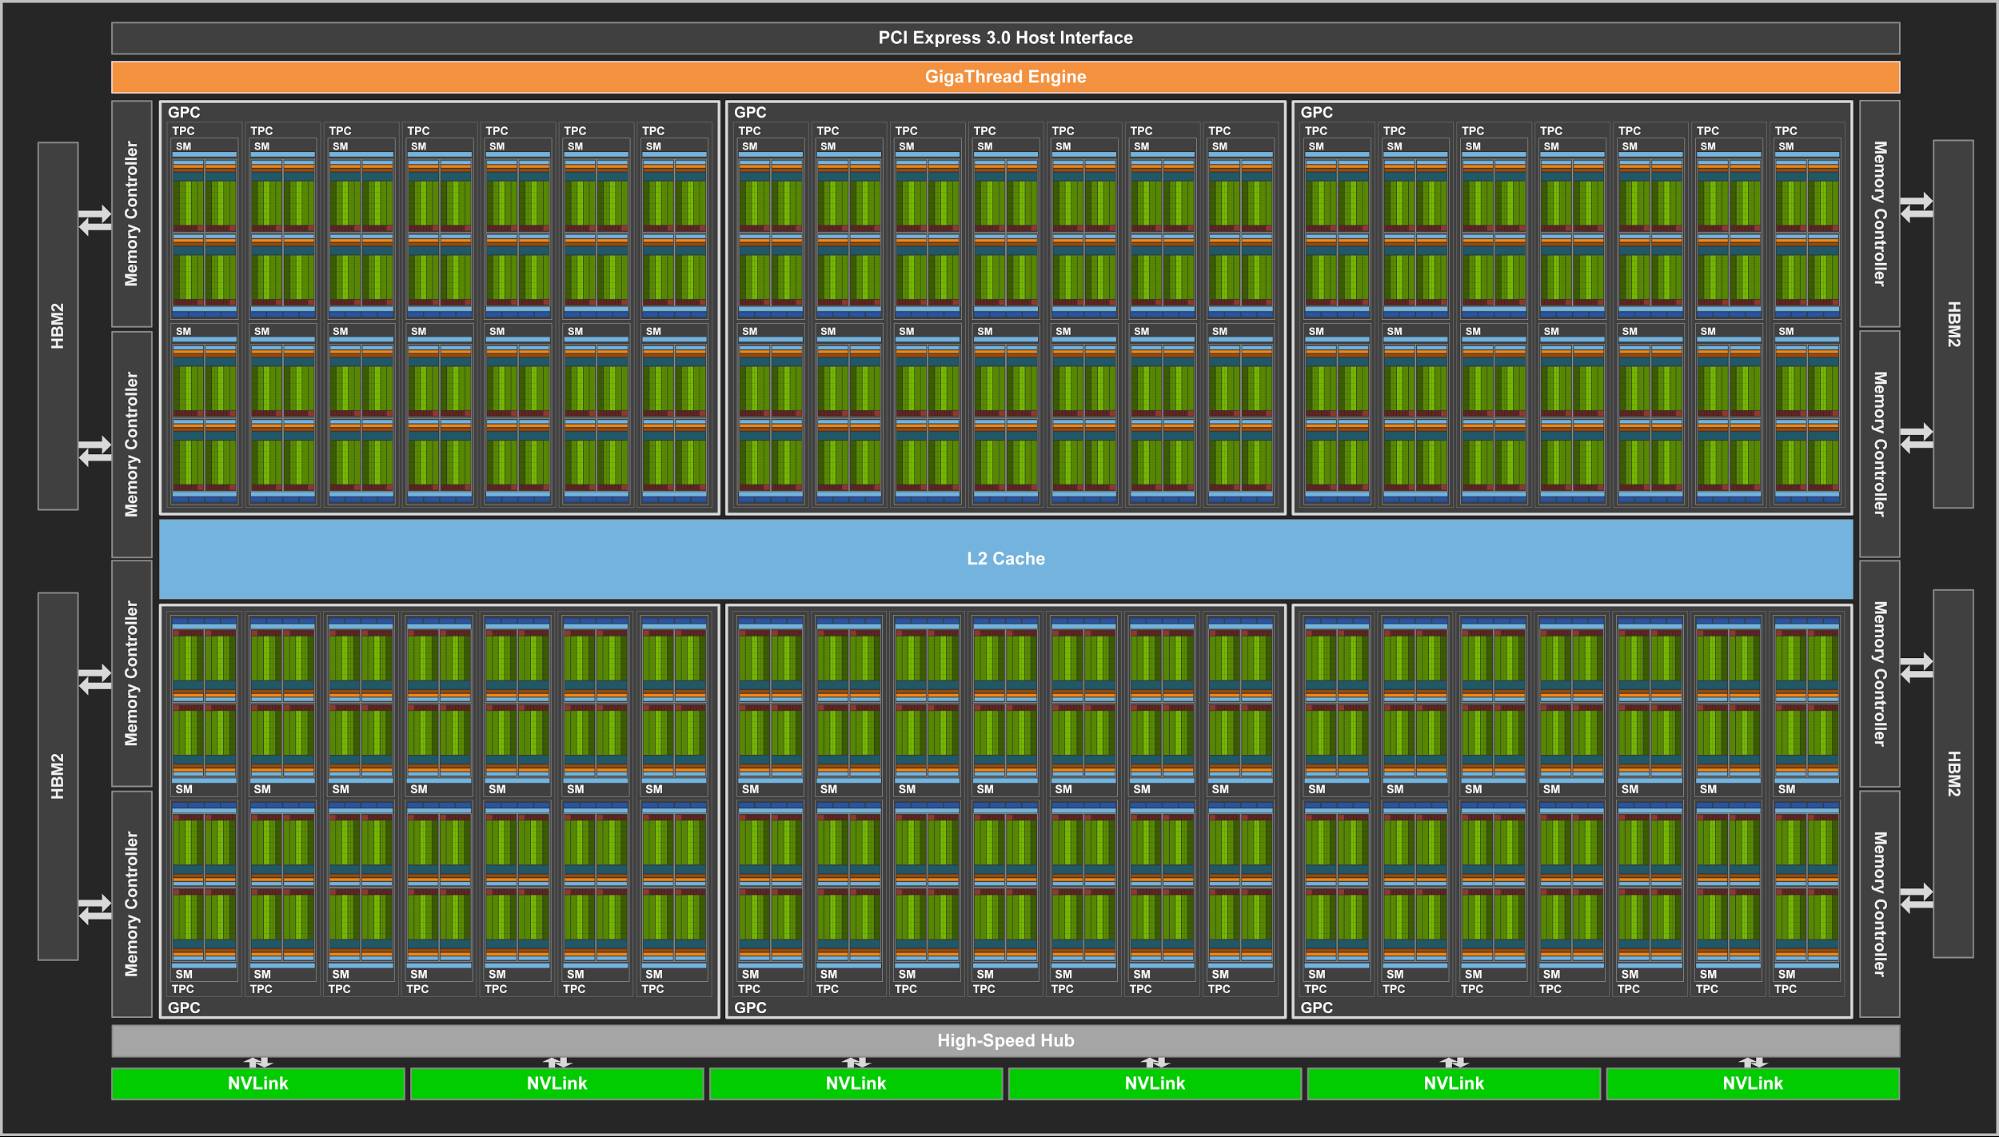 PCI Express 3.0 Host Interface
GigaThread Engine
GPC GPC GPC
TPC TPC TPC TPC TPC TPC TPC TPC TPC TPC TPC TPC TPC TPC TPC TPC TPC TPC TPC TPC TPC
SM SM SM SM SM SM SM SM SM SM SM SM SM SM SM SM SM SM SM SM SM
Memory Controller
Memory Controller
HBM2
HBM2
SM SM SM SM SM SM SM SM SM SM SM SM SM SM SM SM SM SM SM SM SM
Memory Controller
Memory Controller
L2 Cache
Memory Controller
Memory Controller
HBM2
HBM2
SM SM SM SM SM SM SM SM SM SM SM SM SM SM SM SM SM SM SM SM SM
Memory Controller
Memory Controller
SM SM SM SM SM SM SM SM SM SM SM SM SM SM SM SM SM SM SM SM SM
TPC TPC TPC TPC TPC TPC TPC TPC TPC TPC TPC TPC TPC TPC TPC TPC TPC TPC TPC TPC TPC
GPC GPC GPC
High-Speed Hub
NVLink NVLink NVLink NVLink NVLink NVLink